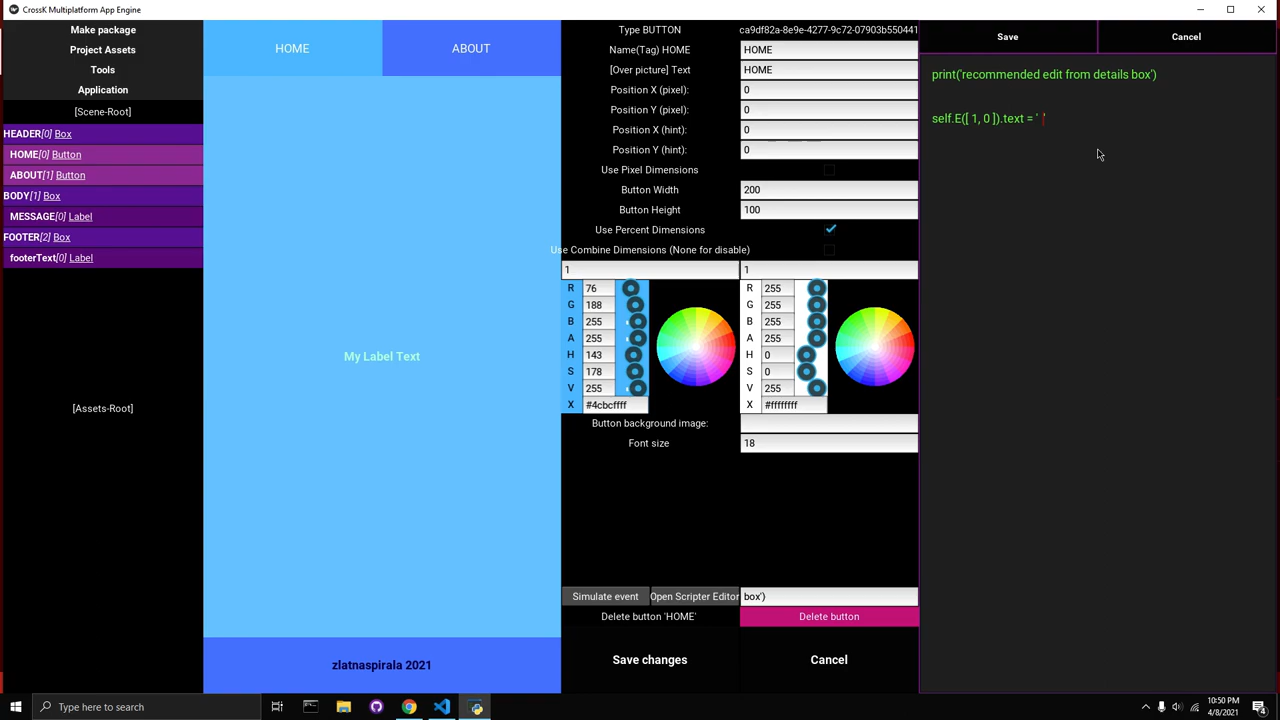 CrossK Multiplatform App Engine
Make package
Project Assets
Tools
Application
[Scene-Root]
HEADER[0] Box
HOME[0] Button
ABOUT[1] Button
BODY[1] Box
MESSAGE[0] Label
FOOTER[2] Box
footerText[0] Label
[Assets-Root]
HOME
ABOUT
My Label Text
zlatnaspirala 2021
Type BUTTON ca9df82a-8e9e-4277-9c72-07903b550441
Name(Tag) HOME HOME
[Over picture] Text HOME
Position X (pixel): 0
Position Y (pixel): 0
Position X (hint): 0
Position Y (hint): 0
Use Pixel Dimensions
Button Width 200
Button Height 100
Use Percent Dimensions
Use Combine Dimensions (None for disable)
1 1
R 76 R 255
G 188 G 255
B 255 B 255
A 255 A 255
H 143 H 0
S 178 S 0
V 255 V 255
X #4cbcffff X #ffffffff
Button background image:
Font size 18
Simulate event Open Scripter Editor box')
Delete button 'HOME' Delete button
Save changes Cancel
Save Cancel
print('recommended edit from details box')
self.E([ 1, 0 ]).text = ' '
Type here to search
10:50 PM
4/8/2021
4